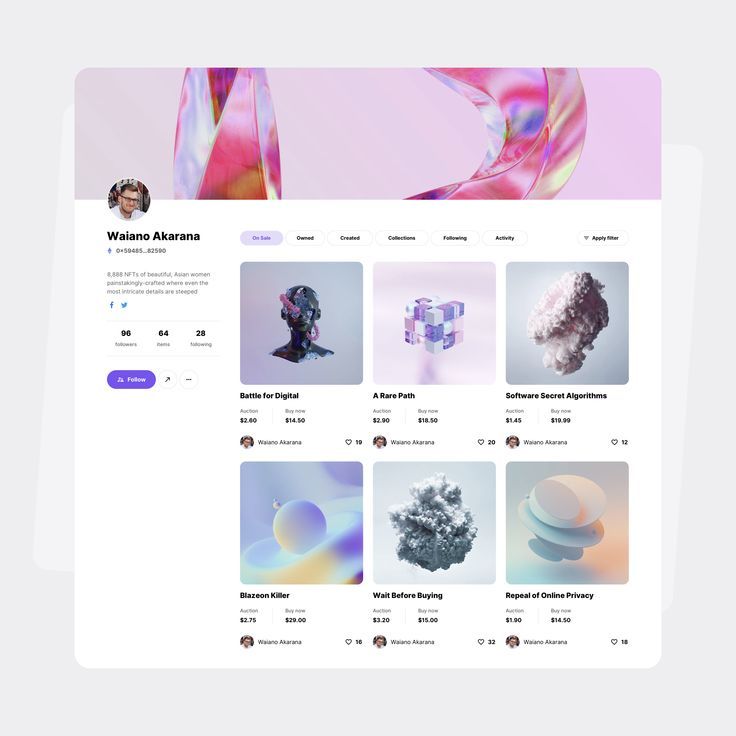 Waiano Akarana
0x59485...82590
8,888 NFTs of beautiful, Asian women
painstakingly-crafted where even the
most intricate details are steeped
96 64 28
followers items following
Follow
On Sale Owned Created Collections Following Activity Apply filter
Battle for Digital
Auction Buy now
$2.60 $14.50
Waiano Akarana 19
A Rare Path
Auction Buy now
$2.90 $18.50
Waiano Akarana 20
Software Secret Algorithms
Auction Buy now
$1.45 $19.99
Waiano Akarana 12
Blazeon Killer
Auction Buy now
$2.75 $29.00
Waiano Akarana 16
Wait Before Buying
Auction Buy now
$3.20 $15.00
Waiano Akarana 32
Repeal of Online Privacy
Auction Buy now
$1.90 $14.50
Waiano Akarana 18